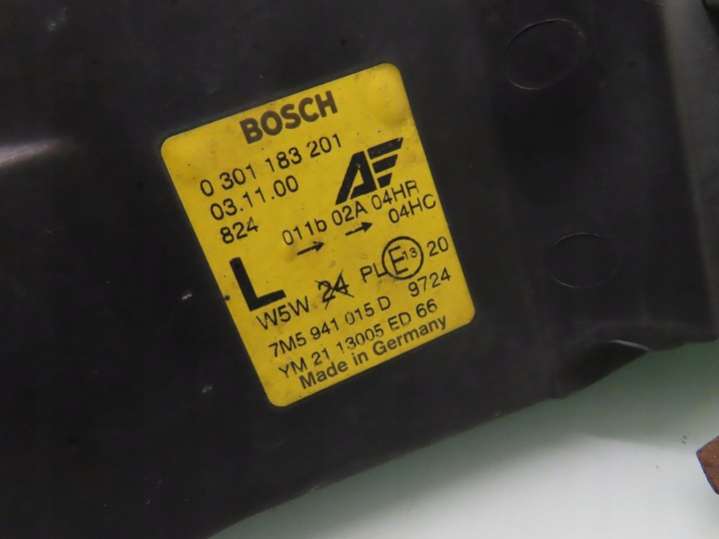 BOSCH
0 301 183 201
03.11.00
824
011b 02A 04HR
04HC
L
W5W 24 PL E13 20
7M5 941 015 D 9724
YM 21 13005 ED 66
Made in Germany